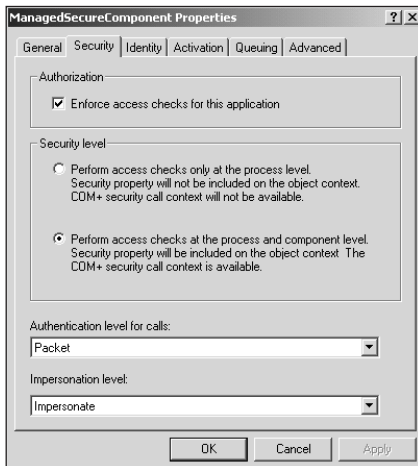 ManagedSecureComponent Properties
General Security Identity Activation Queuing Advanced
Authorization
Enforce access checks for this application
Security level
Perform access checks only at the process level.
Security property will not be included on the object context.
COM+ security call context will not be available.
Perform access checks at the process and component level.
Security property will be included on the object context The
COM+ security call context is available.
Authentication level for calls:
Packet
Impersonation level:
Impersonate
OK Cancel Apply